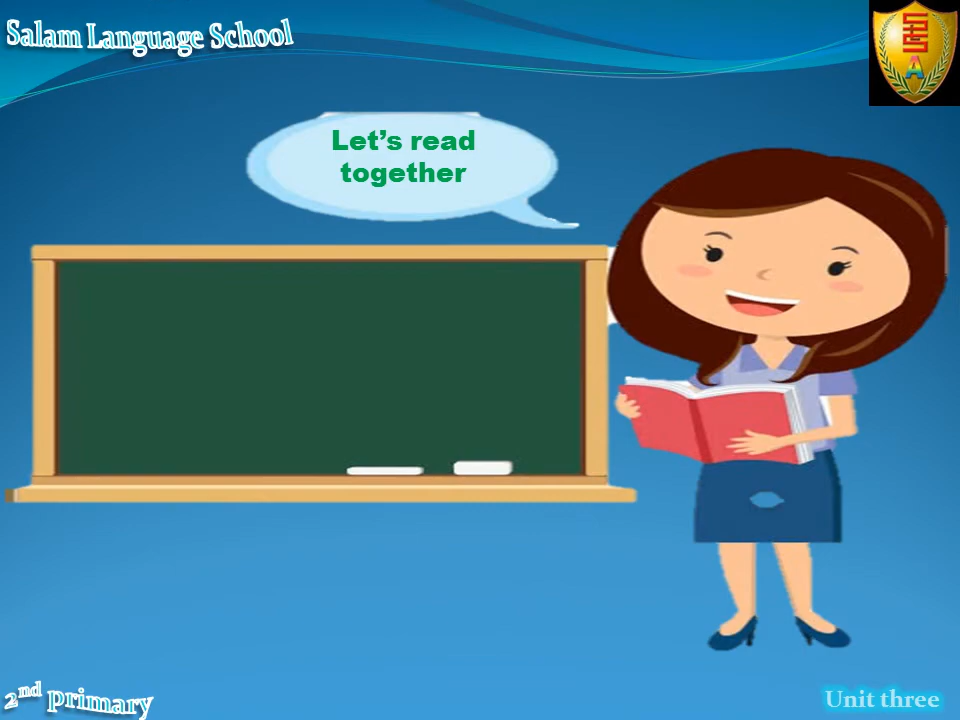 Salam Language School
Let's read
together
2nd primary
Unit three